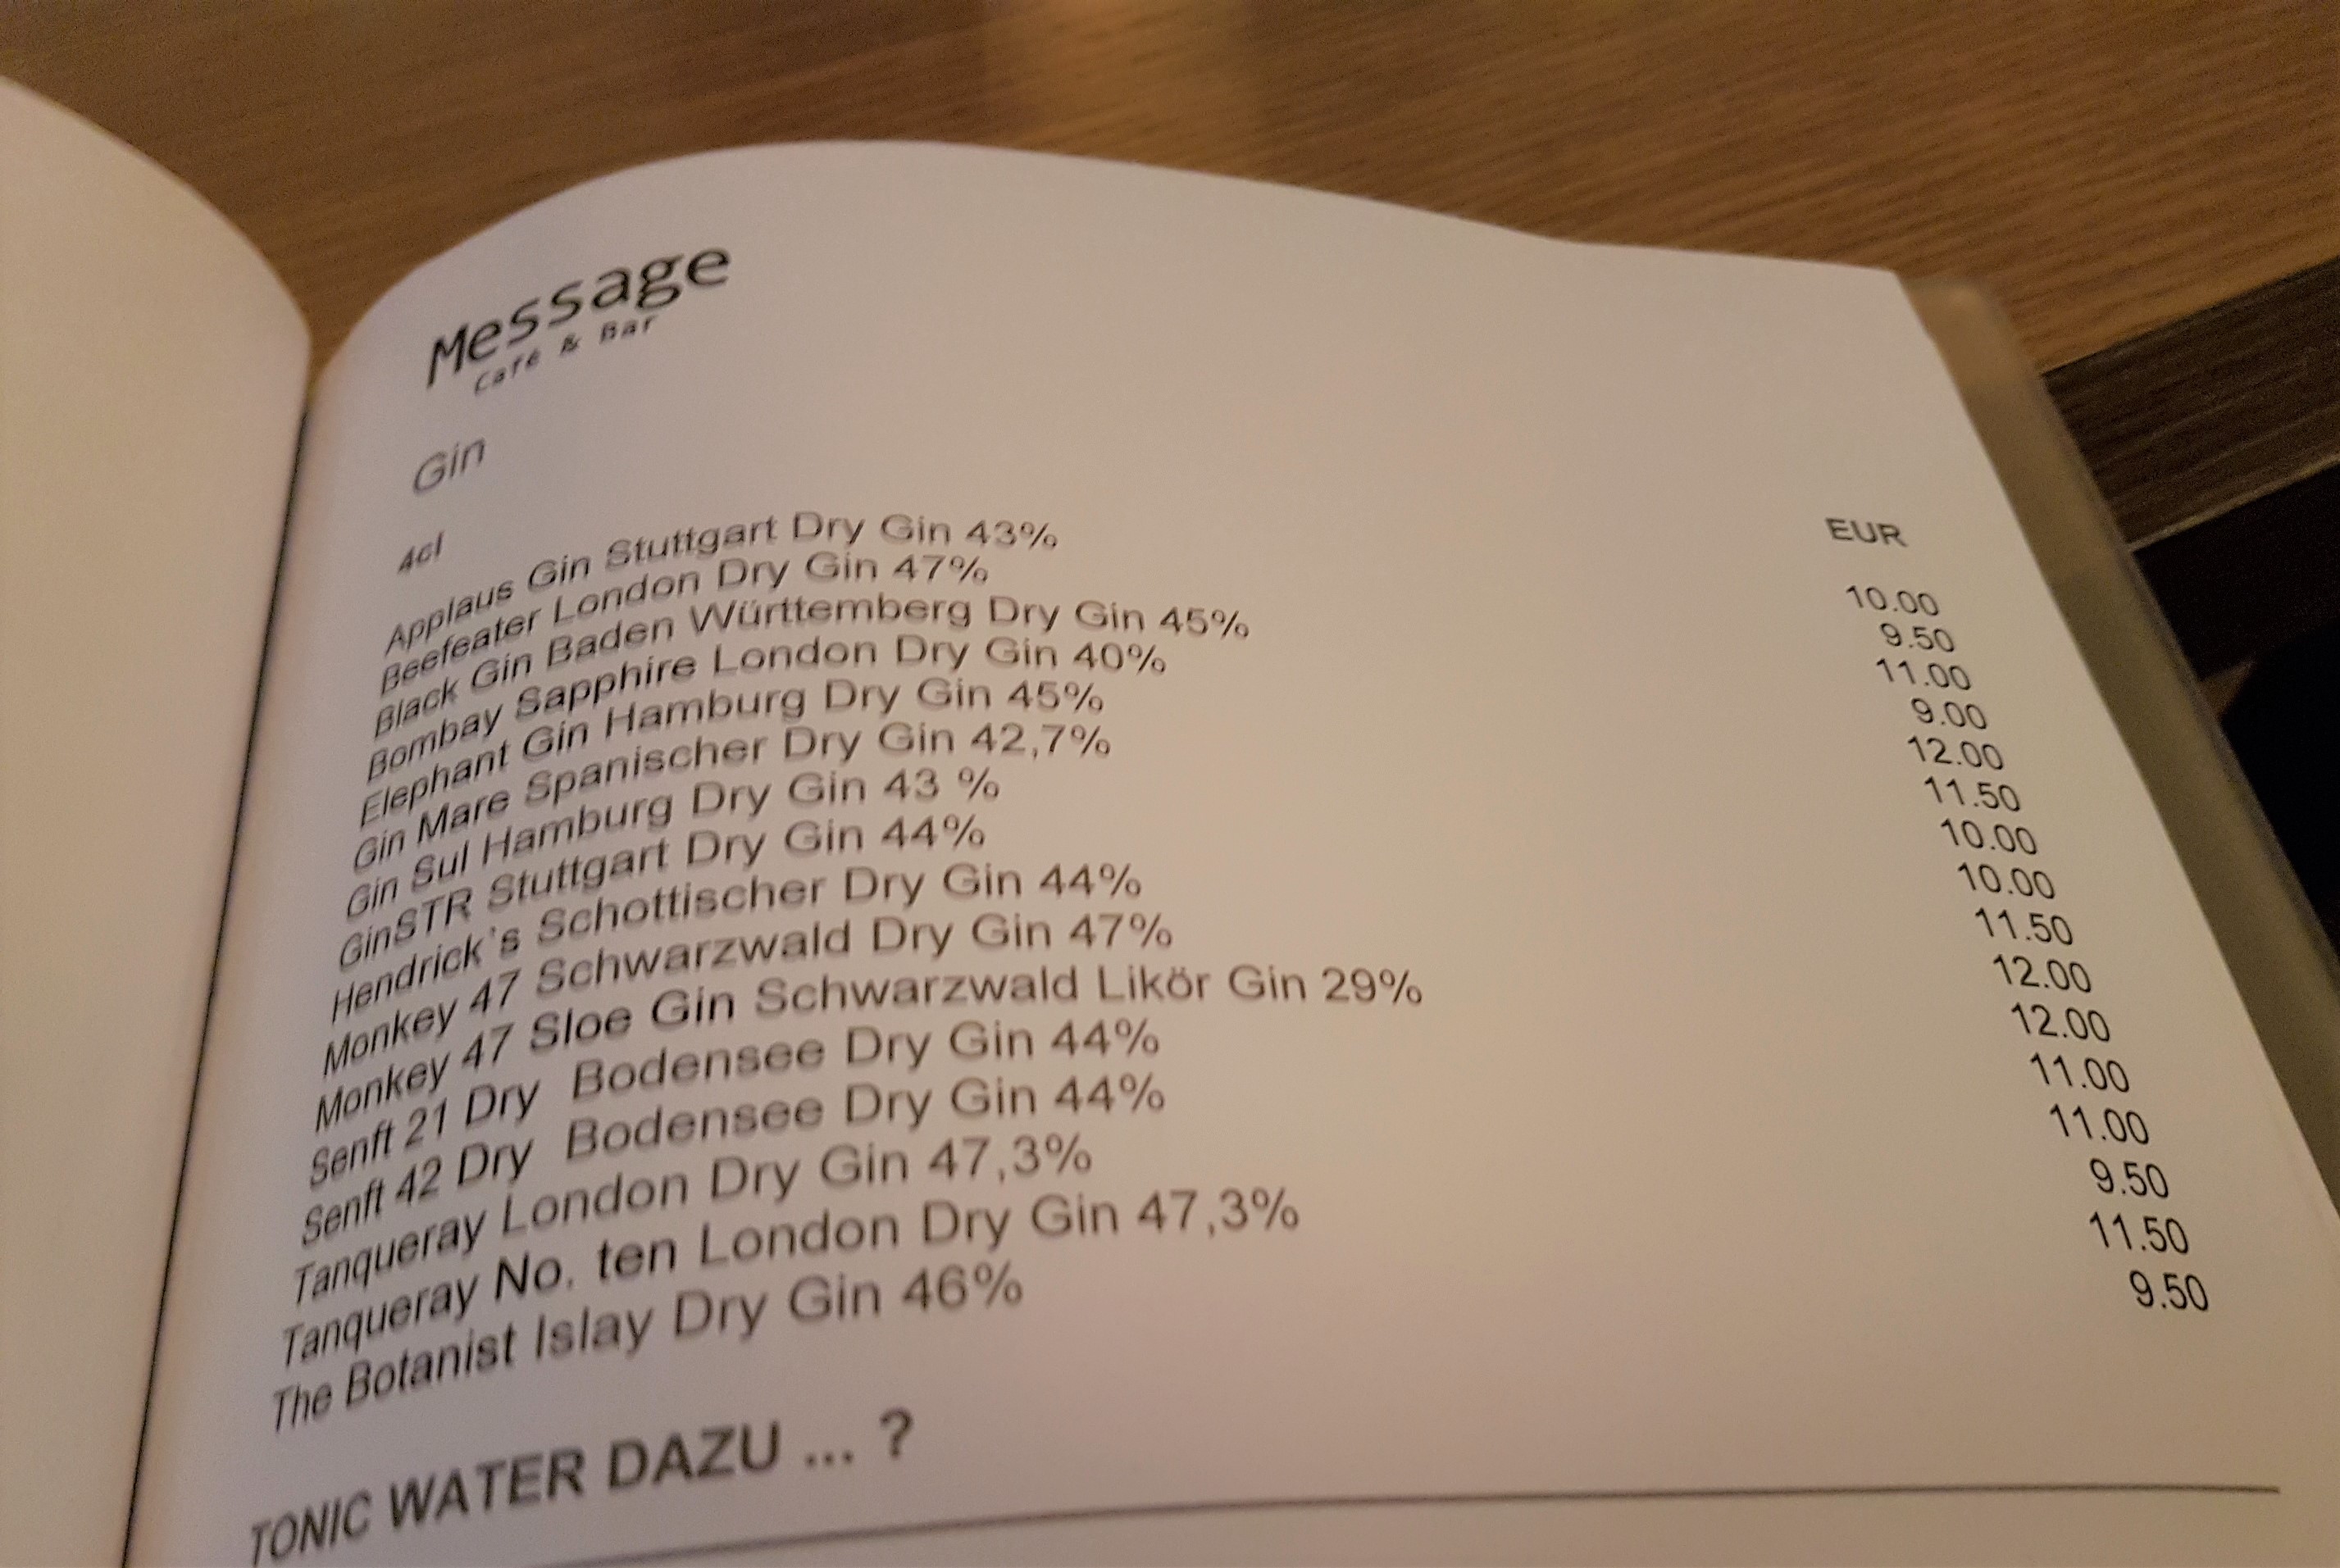 Message
Café & Bar
Gin
4cl EUR
Applaus Gin Stuttgart Dry Gin 43% 10.00
Beefeater London Dry Gin 47% 9.50
Black Gin Baden Württemberg Dry Gin 45% 11.00
Bombay Sapphire London Dry Gin 40% 9.00
Elephant Gin Hamburg Dry Gin 45% 12.00
Gin Mare Spanischer Dry Gin 42,7% 11.50
Gin Sul Hamburg Dry Gin 43 % 10.00
GinSTR Stuttgart Dry Gin 44% 10.00
Hendrick's Schottischer Dry Gin 44% 11.50
Monkey 47 Schwarzwald Dry Gin 47% 12.00
Monkey 47 Sloe Gin Schwarzwald Likör Gin 29% 12.00
Senft 21 Dry Bodensee Dry Gin 44% 11.00
Senft 42 Dry Bodensee Dry Gin 44% 11.00
Tanqueray London Dry Gin 47,3% 9.50
Tanqueray No. ten London Dry Gin 47,3% 11.50
The Botanist Islay Dry Gin 46% 9.50
TONIC WATER DAZU ... ?